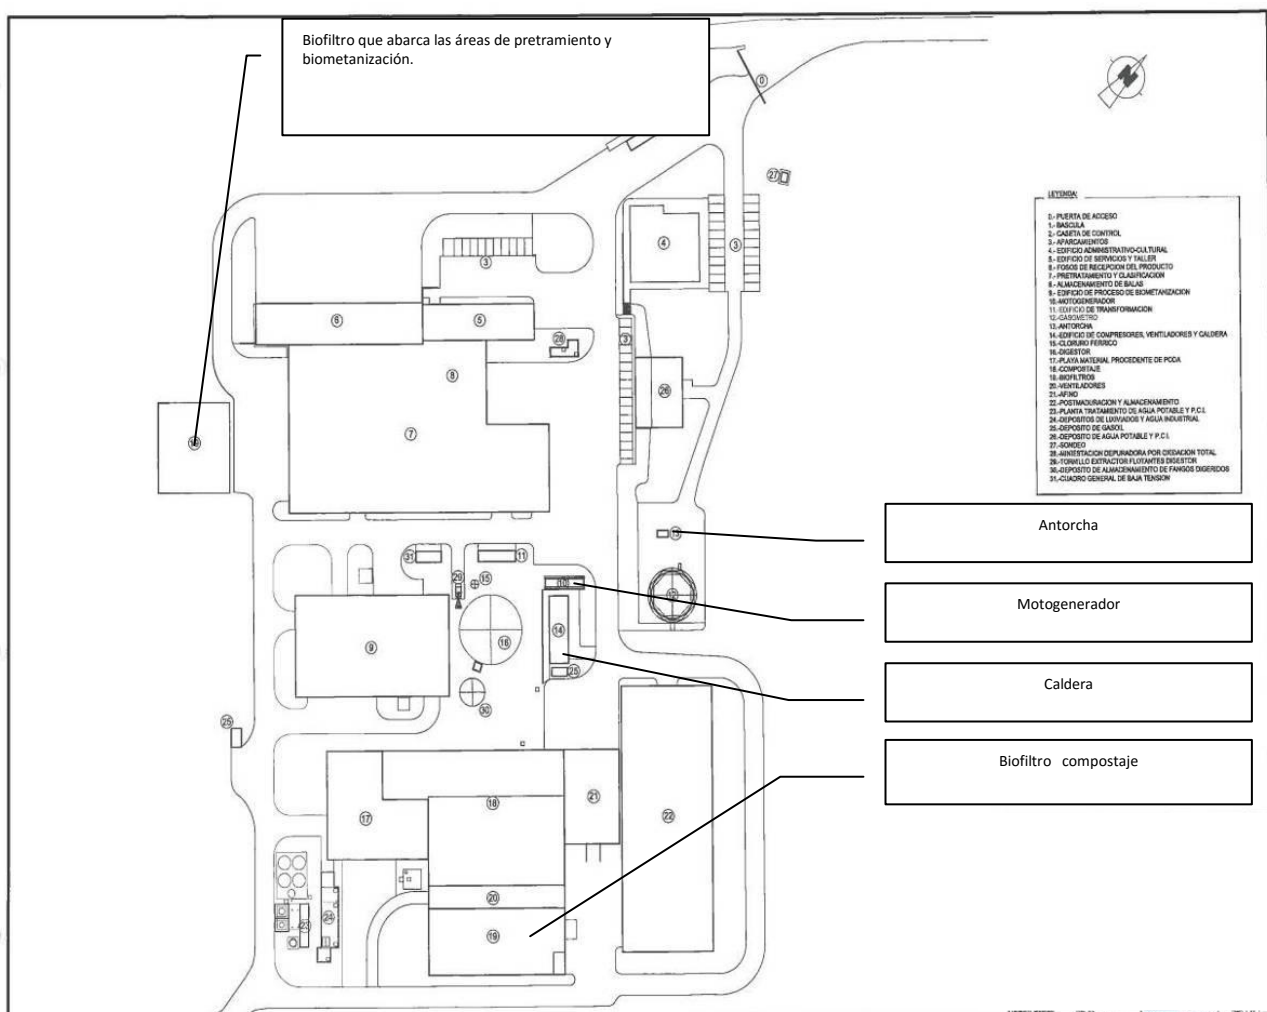 Biofiltro que abarca las áreas de pretramiento y
biometanización.
0
N
27
LEYENDA:
0.- PUERTA DE ACCESO
1.- BASCULA
2.- CASETA DE CONTROL
3.- APARCAMIENTOS
4.- EDIFICIO ADMINISTRATIVO-CULTURAL
5.- EDIFICIO DE SERVICIOS Y TALLER
6.- FOSOS DE RECEPCION DEL PRODUCTO
7.- PRETRATAMIENTO Y CLASIFICACION
8.- ALMACENAMIENTO DE BALAS
9.- EDIFICIO DE PROCESO DE BIOMETANIZACION
10.-MOTOGENERADOR
11.-EDIFICIO DE TRANSFORMACION
12.-GASOMETRO
13.-ANTORCHA
14.-EDIFICIO DE COMPRESORES, VENTILADORES Y CALDERA
15.-CLORURO FERRICO
16.-DIGESTOR
17.-PLAYA MATERIAL PROCEDENTE DE PODA
18.-COMPOSTAJE
19.-BIOFILTROS
20.-VENTILADORES
21.-AFINO
22.-POSTMADURACION Y ALMACENAMIENTO
23.-PLANTA TRATAMIENTO DE AGUA POTABLE Y P.C.I.
24.-DEPOSITOS DE LIXIVIADOS Y AGUA INDUSTRIAL
25.-DEPOSITO DE GASOIL
26.-DEPOSITO DE AGUA POTABLE Y P.C.I.
27.-SONDEO
28.-MINIESTACION DEPURADORA POR OXIDACION TOTAL
29.-TORNILLO EXTRACTOR FLOTANTES DIGESTOR
30.-DEPOSITO DE ALMACENAMIENTO DE FANGOS DIGERIDOS
31.-CUADRO GENERAL DE BAJA TENSION
4
3
3
6
5
28
3
8
26
7
19
Antorcha
13
31
11
29
15
10
12
Motogenerador
14
16
9
25
Caldera
30
25
Biofiltro compostaje
21
18
17
22
20
24
23
19